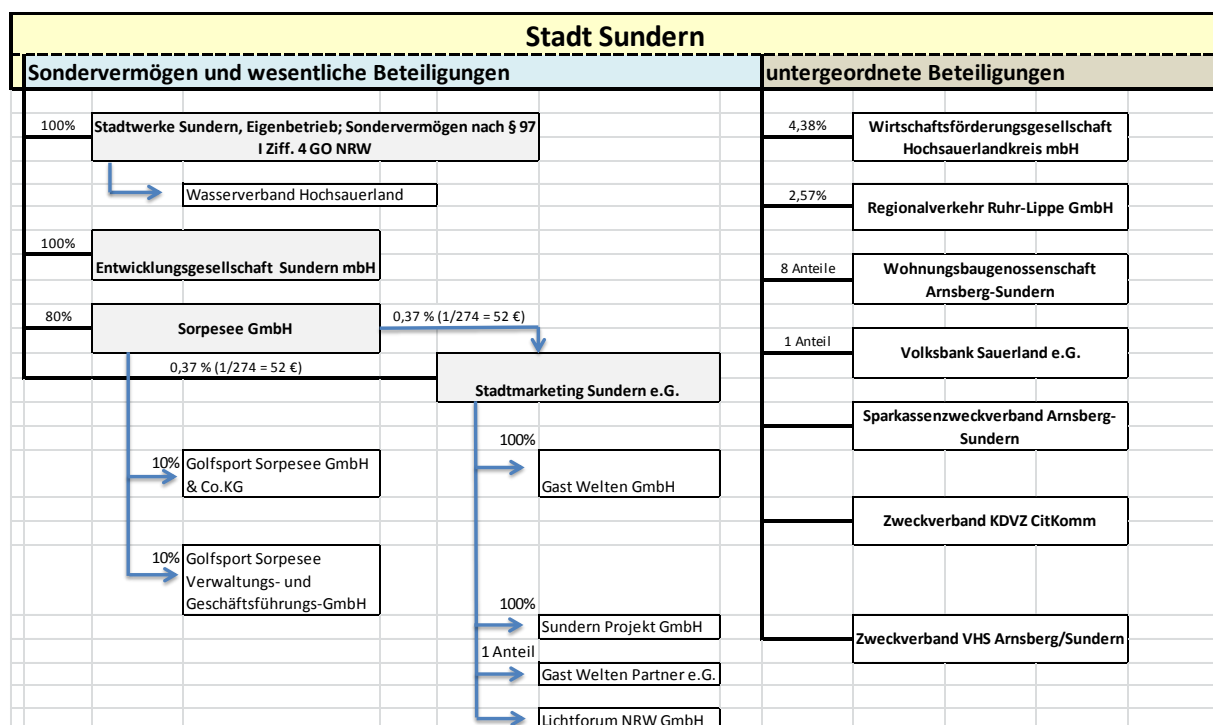 Stadt Sundern
Sondervermögen und wesentliche Beteiligungen
untergeordnete Beteiligungen
100%
Stadtwerke Sundern, Eigenbetrieb; Sondervermögen nach § 97
I Ziff. 4 GO NRW
Wasserverband Hochsauerland
100%
Entwicklungsgesellschaft Sundern mbH
80%
Sorpesee GmbH
0,37 % (1/274 = 52 €)
0,37 % (1/274 = 52 €)
Stadtmarketing Sundern e.G.
10%
Golfsport Sorpesee GmbH
& Co.KG
10%
Golfsport Sorpesee
Verwaltungs- und
Geschäftsführungs-GmbH
100%
Gast Welten GmbH
100%
Sundern Projekt GmbH
1 Anteil
Gast Welten Partner e.G.
Lichtforum NRW GmbH
4,38%
Wirtschaftsförderungsgesellschaft
Hochsauerlandkreis mbH
2,57%
Regionalverkehr Ruhr-Lippe GmbH
8 Anteile
Wohnungsbaugenossenschaft
Arnsberg-Sundern
1 Anteil
Volksbank Sauerland e.G.
Sparkassenzweckverband Arnsberg-
Sundern
Zweckverband KDVZ CitKomm
Zweckverband VHS Arnsberg/Sundern